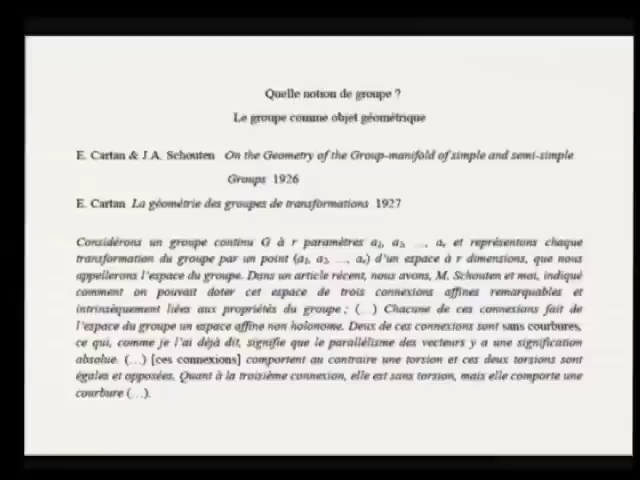 Quelle notion de groupe ?
Le groupe comme objet géométrique
E. Cartan & J.A. Schouten On the Geometry of the Group-manifold of simple and semi-simple
Groups 1926
E. Cartan La géométrie des groupes de transformations 1927
Considérons un groupe continu G à r paramètres a₁, a₂, ..., aᵣ et représentons chaque
transformation du groupe par un point (a₁, a₂, ..., aᵣ) d'un espace à r dimensions, que nous
appellerons l'espace du groupe. Dans un article récent, nous avons, M. Schouten et moi, indiqué
comment on pouvait doter cet espace de trois connexions affines remarquables et
intrinsèquement liées aux propriétés du groupe ; (…) Chacune de ces connexions fait de
l'espace du groupe un espace affine non holonome. Deux de ces connexions sont sans courbures,
ce qui, comme je l'ai déjà dit, signifie que le parallélisme des vecteurs y a une signification
absolue. (…) [ces connexions] comportent au contraire une torsion et ces deux torsions sont
égales et opposées. Quant à la troisième connexion, elle est sans torsion, mais elle comporte une
courbure (…).